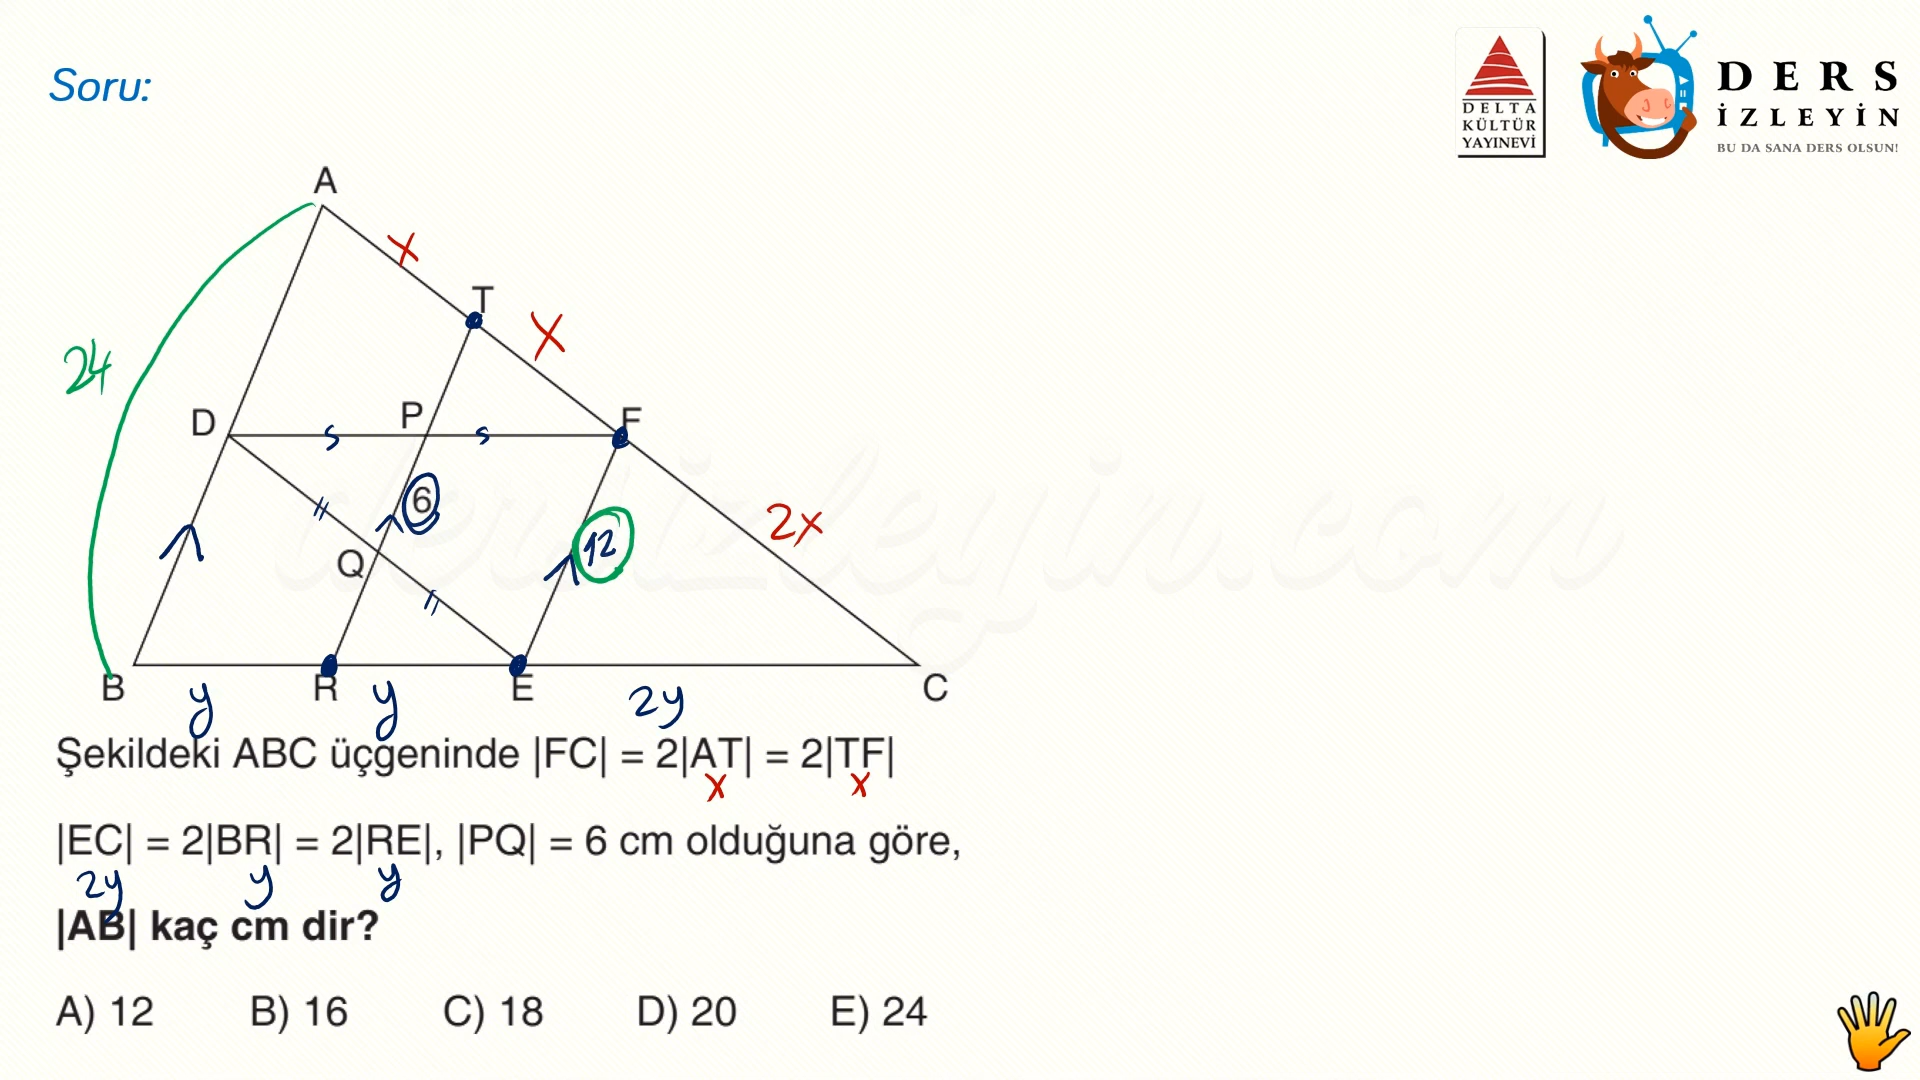 Soru:
DELTA
KÜLTÜR
YAYINEVİ
DERS
İZLEYİN
BU DA SANA DERS OLSUN!
A
x
T
x
24
D
s
P
s
F
6
12
2x
Q
dersizleyin.com
B
R
E
C
y
y
2y
Şekildeki ABC üçgeninde |FC| = 2|AT| = 2|TF|
x
x
|EC| = 2|BR| = 2|RE|, |PQ| = 6 cm olduğuna göre,
2y
y
y
|AB| kaç cm dir?
A) 12 B) 16 C) 18 D) 20 E) 24